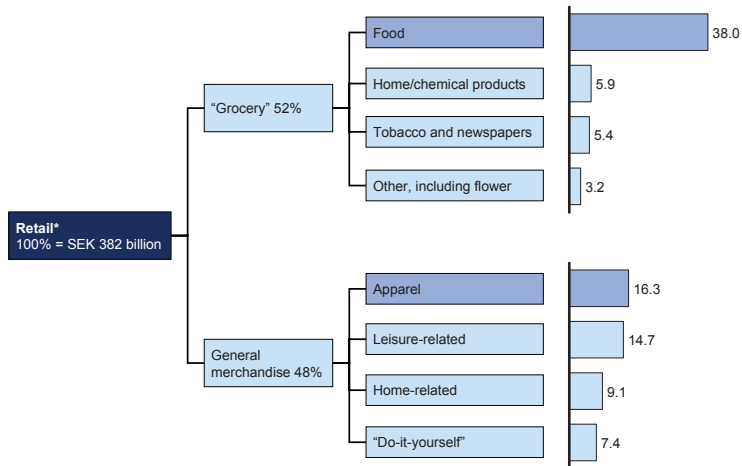 Food
38.0
Home/chemical products
5.9
“Grocery” 52%
Tobacco and newspapers
5.4
Other, including flower
3.2
Retail*
100% = SEK 382 billion
Apparel
16.3
Leisure-related
14.7
General
merchandise 48%
Home-related
9.1
“Do-it-yourself”
7.4